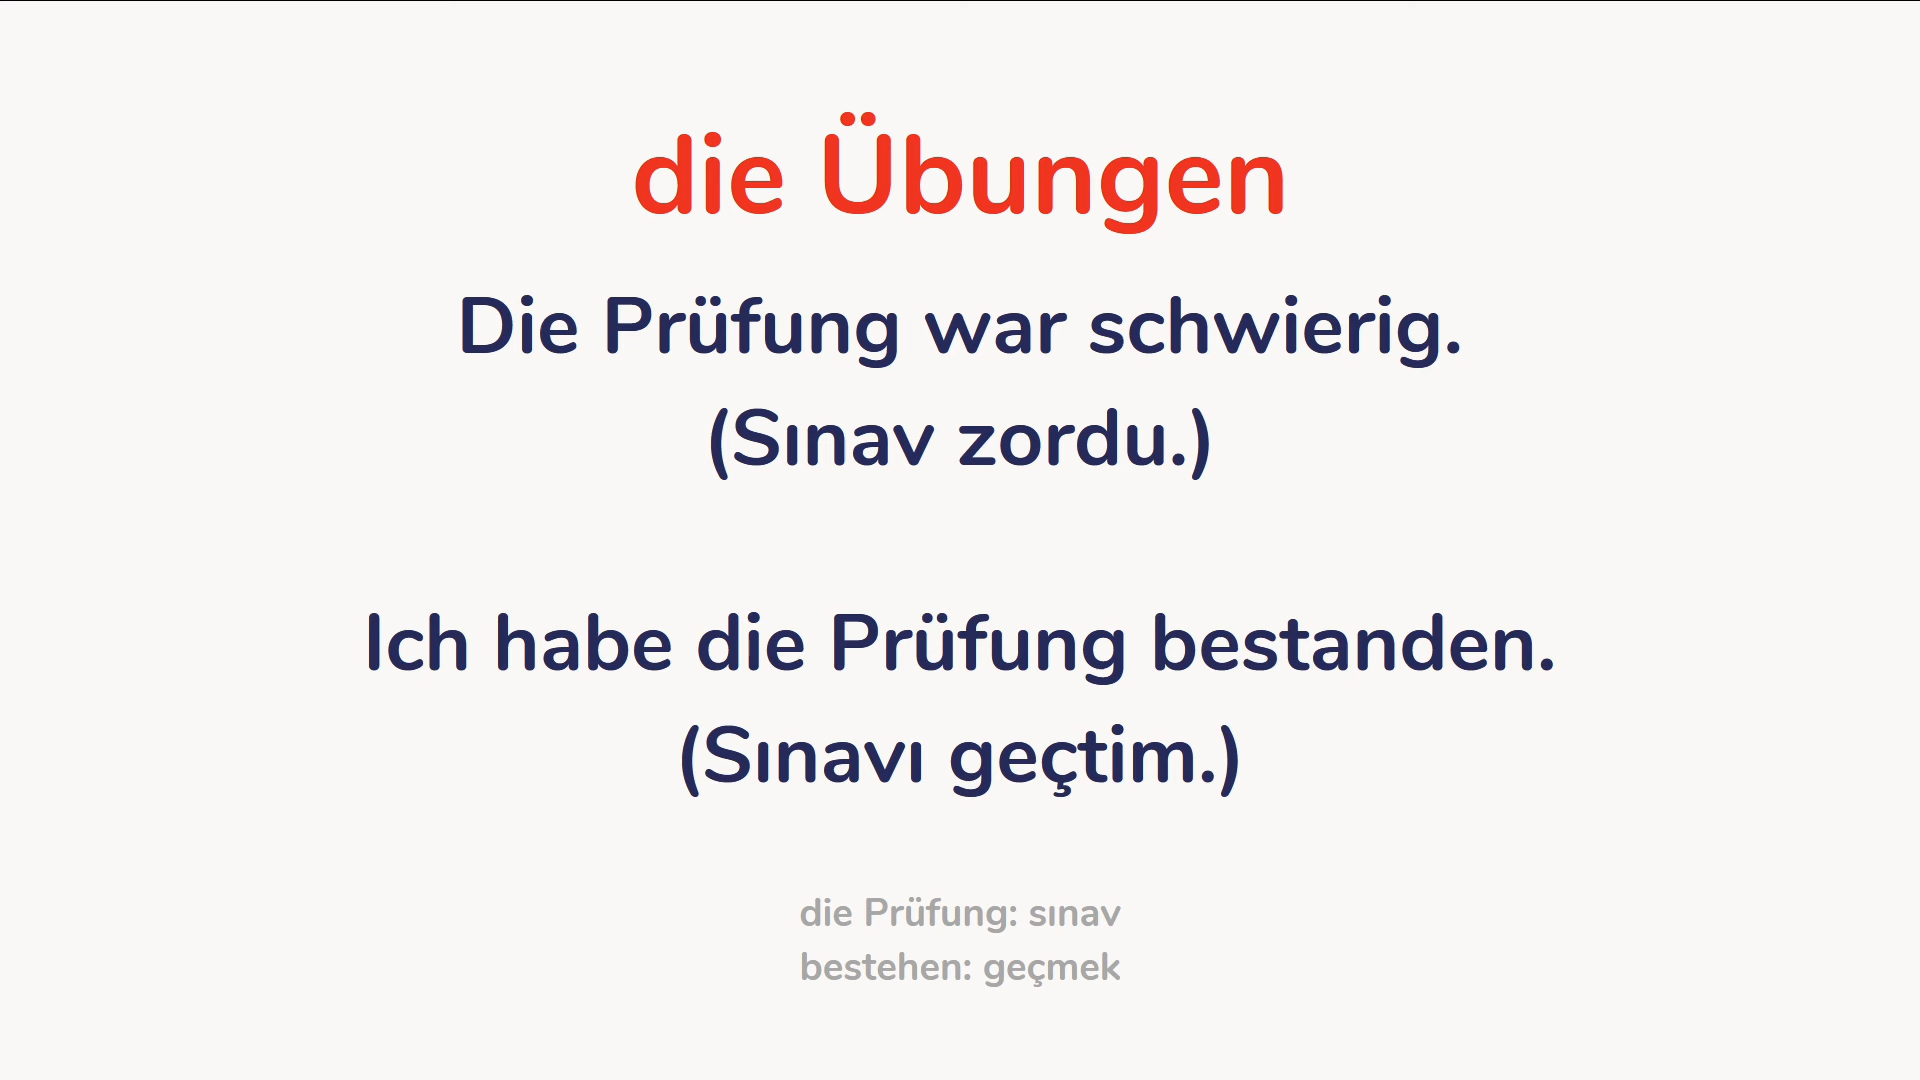 die Übungen
Die Prüfung war schwierig.
(Sınav zordu.)
Ich habe die Prüfung bestanden.
(Sınavı geçtim.)
die Prüfung: sınav
bestehen: geçmek